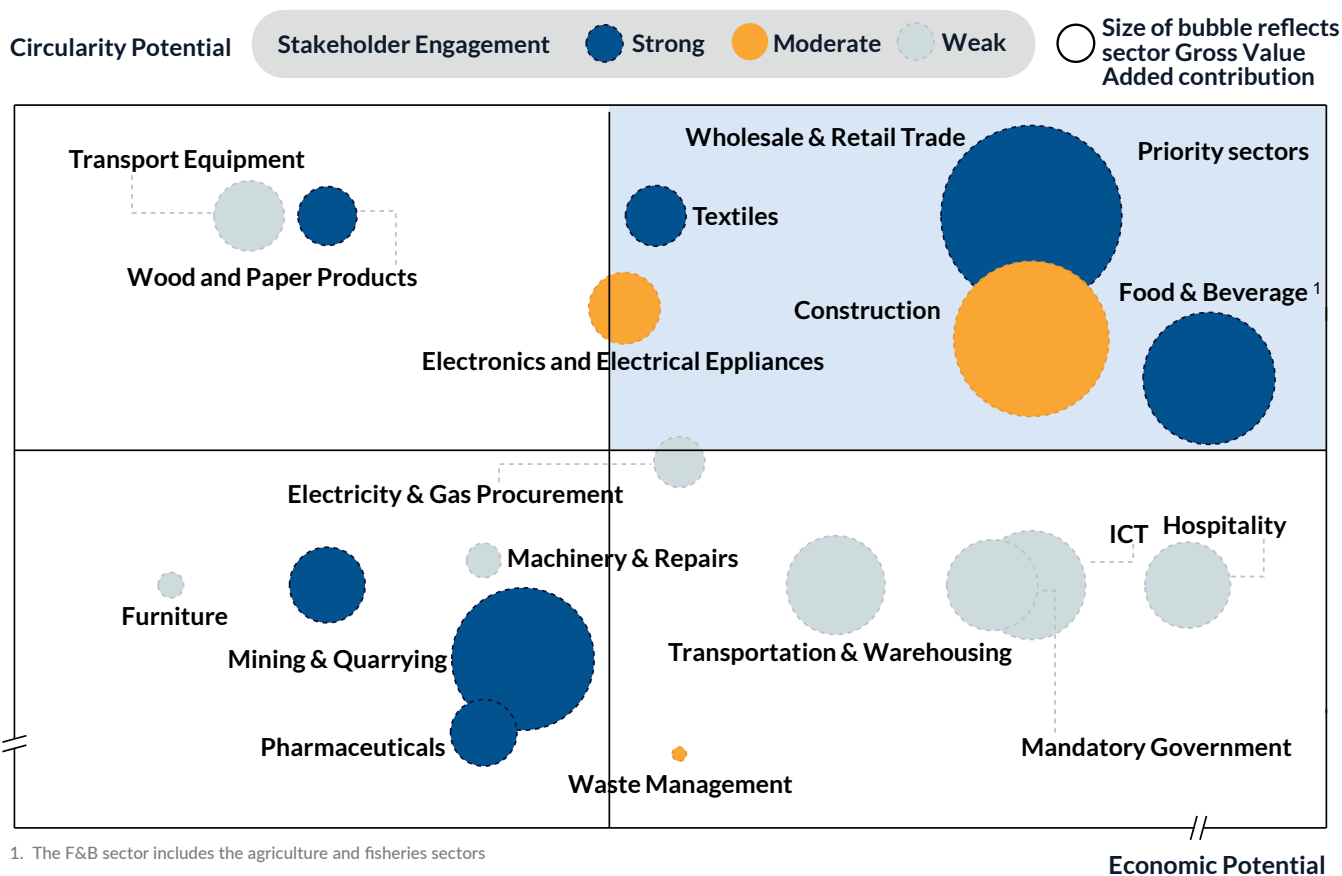 Circularity Potential
Stakeholder Engagement
Strong
Moderate
Weak
Size of bubble reflects
sector Gross Value
Added contribution
Transport Equipment
Wood and Paper Products
Wholesale & Retail Trade
Priority sectors
Textiles
Food & Beverage 1
Construction
Electronics and Electrical Eppliances
Electricity & Gas Procurement
Machinery & Repairs
ICT
Hospitality
Furniture
Mining & Quarrying
Transportation & Warehousing
Pharmaceuticals
Mandatory Government
Waste Management
1. The F&B sector includes the agriculture and fisheries sectors
Economic Potential